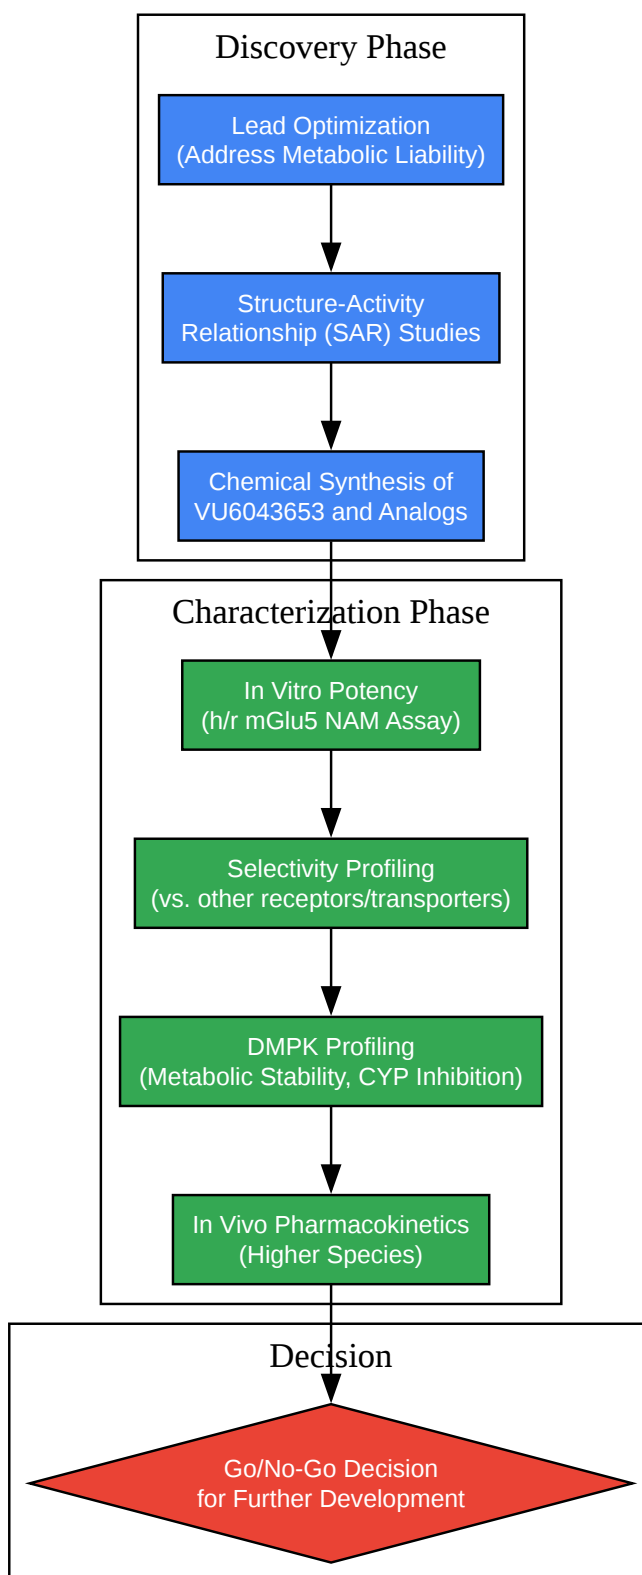 Discovery Phase
Lead Optimization
(Address Metabolic Liability)
Structure-Activity
Relationship (SAR) Studies
Chemical Synthesis of
VU6043653 and Analogs
Characterization Phase
In Vitro Potency
(h/r mGlu5 NAM Assay)
Selectivity Profiling
(vs. other receptors/transporters)
DMPK Profiling
(Metabolic Stability, CYP Inhibition)
In Vivo Pharmacokinetics
(Higher Species)
Decision
Go/No-Go Decision
for Further Development